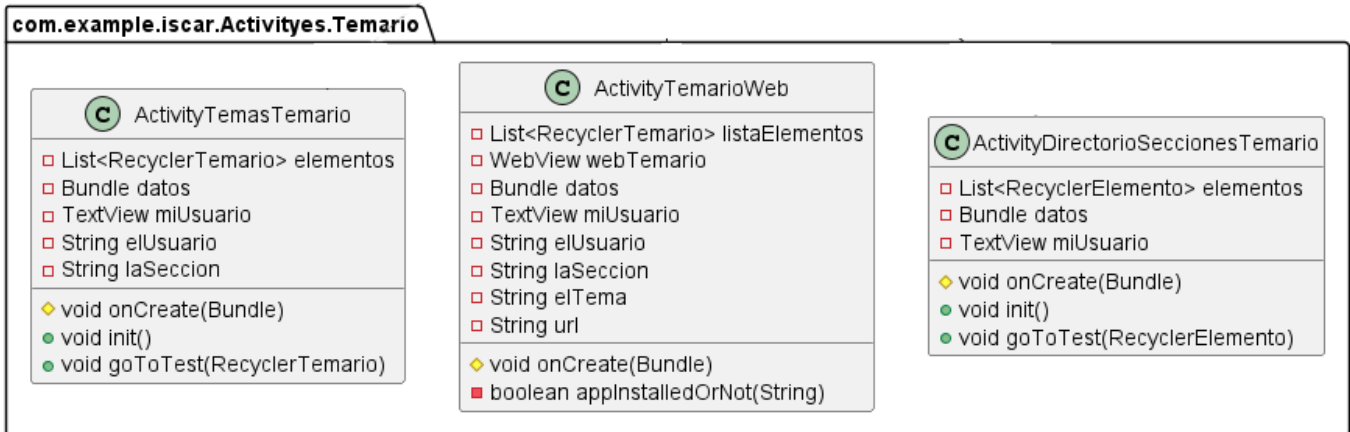 com.example.iscar.Activityes.Temario
C ActivityTemasTemario
List<RecyclerTemario> elementos
Bundle datos
TextView miUsuario
String elUsuario
String laSeccion
void onCreate(Bundle)
void init()
void goToTest(RecyclerTemario)
C ActivityTemarioWeb
List<RecyclerTemario> listaElementos
WebView webTemario
Bundle datos
TextView miUsuario
String elUsuario
String laSeccion
String elTema
String url
void onCreate(Bundle)
boolean appInstalledOrNot(String)
C ActivityDirectorioSeccionesTemario
List<RecyclerElemento> elementos
Bundle datos
TextView miUsuario
void onCreate(Bundle)
void init()
void goToTest(RecyclerElemento)